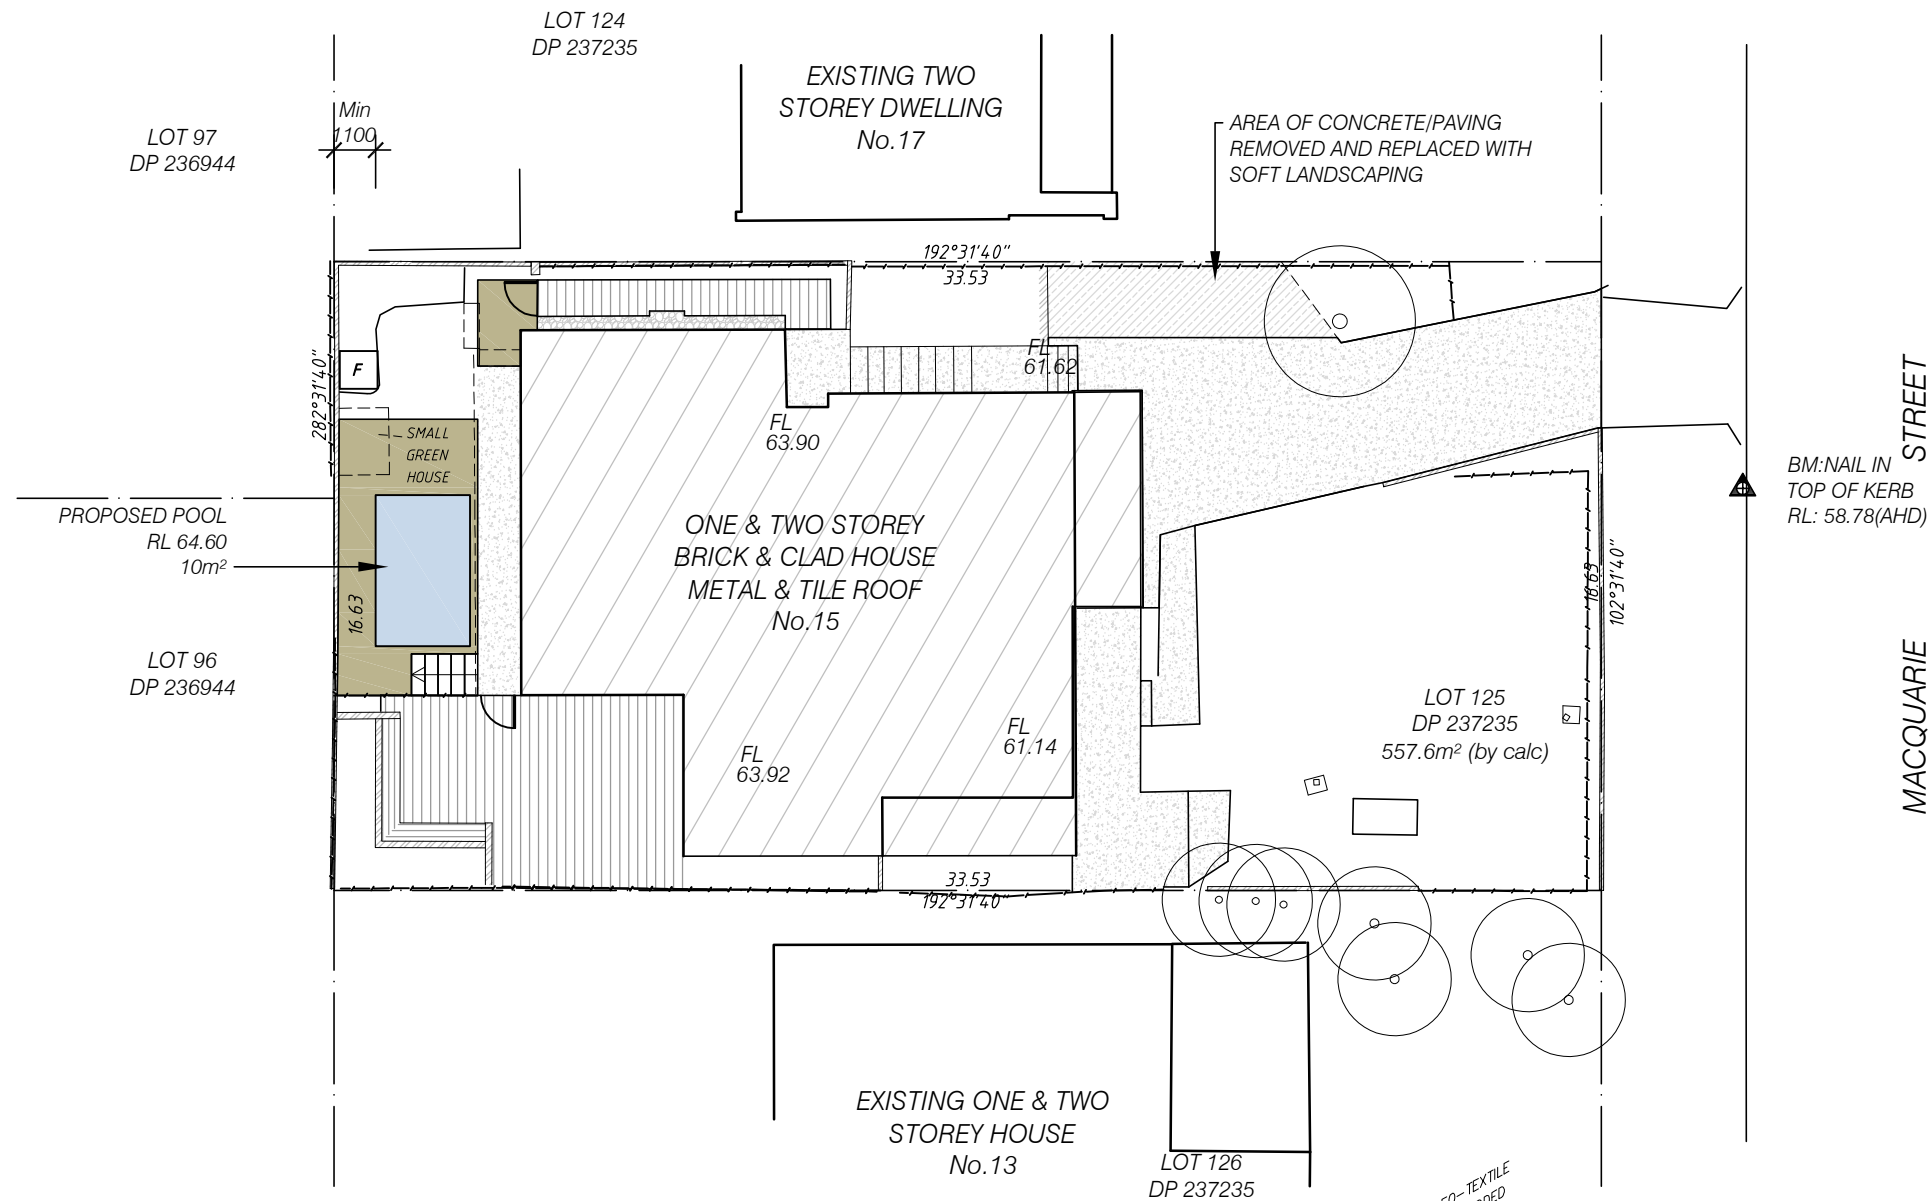 LOT 124
DP 237235
EXISTING TWO
STOREY DWELLING
No.17
Min
1100
LOT 97
DP 236944
AREA OF CONCRETE/PAVING
REMOVED AND REPLACED WITH
SOFT LANDSCAPING
192°31'40"
33.53
282°31'40"
F
FL
61.62
FL
63.90
SMALL
GREEN
HOUSE
STREET
BM:NAIL IN
TOP OF KERB
RL: 58.78(AHD)
PROPOSED POOL
RL 64.60
10m²
ONE & TWO STOREY
BRICK & CLAD HOUSE
METAL & TILE ROOF
No.15
16.63
16.63
102°31'40"
LOT 96
DP 236944
MACQUARIE
LOT 125
DP 237235
557.6m² (by calc)
FL
61.14
FL
63.92
33.53
192°31'40"
EXISTING ONE & TWO
STOREY HOUSE
No.13
LOT 126
DP 237235